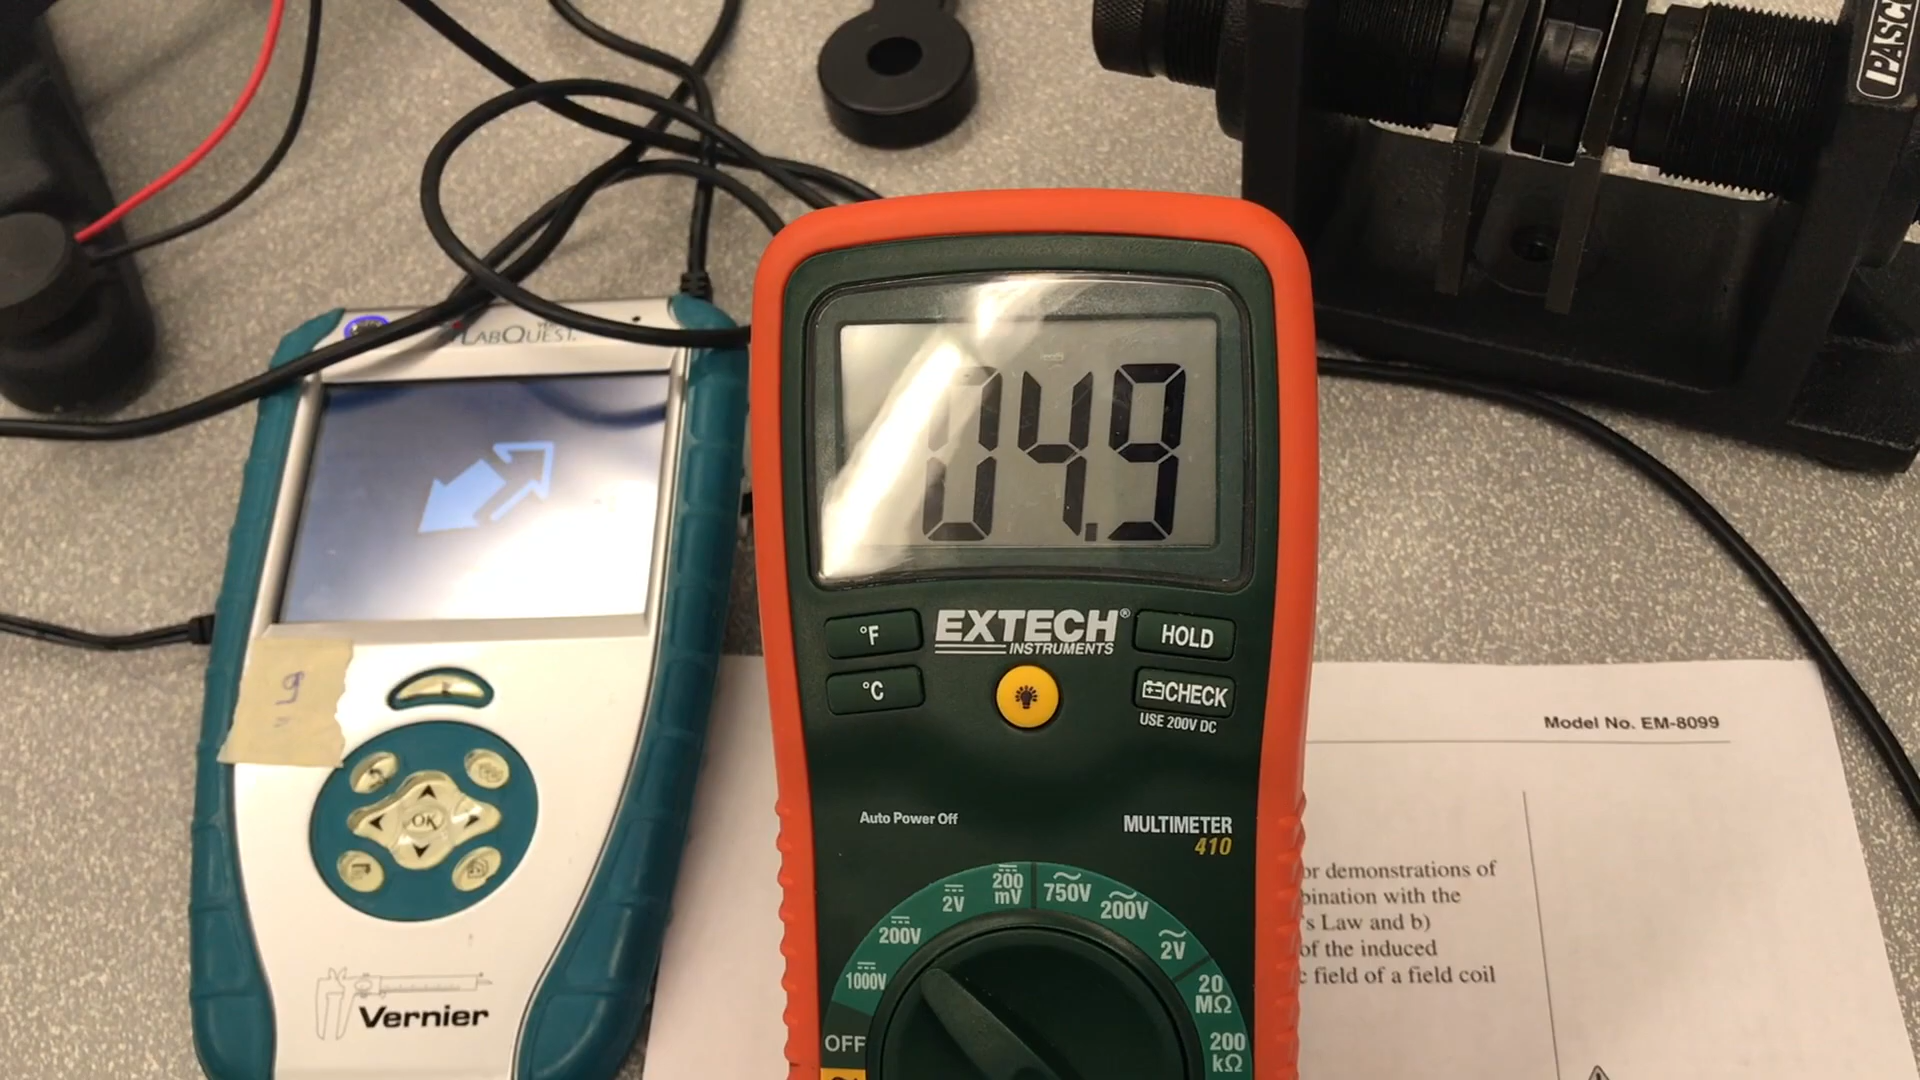 PASC
LABQUEST
04.9
EXTECH®
INSTRUMENTS
°F
HOLD
°C
CHECK
USE 200V DC
Model No. EM-8099
Auto Power Off
MULTIMETER
410
200
mV
750V
2V
200V
200V
2V
1000V
20
MΩ
OFF
200
kΩ
OK
Vernier
or demonstrations of
bination with the
's Law and b)
of the induced
c field of a field coil